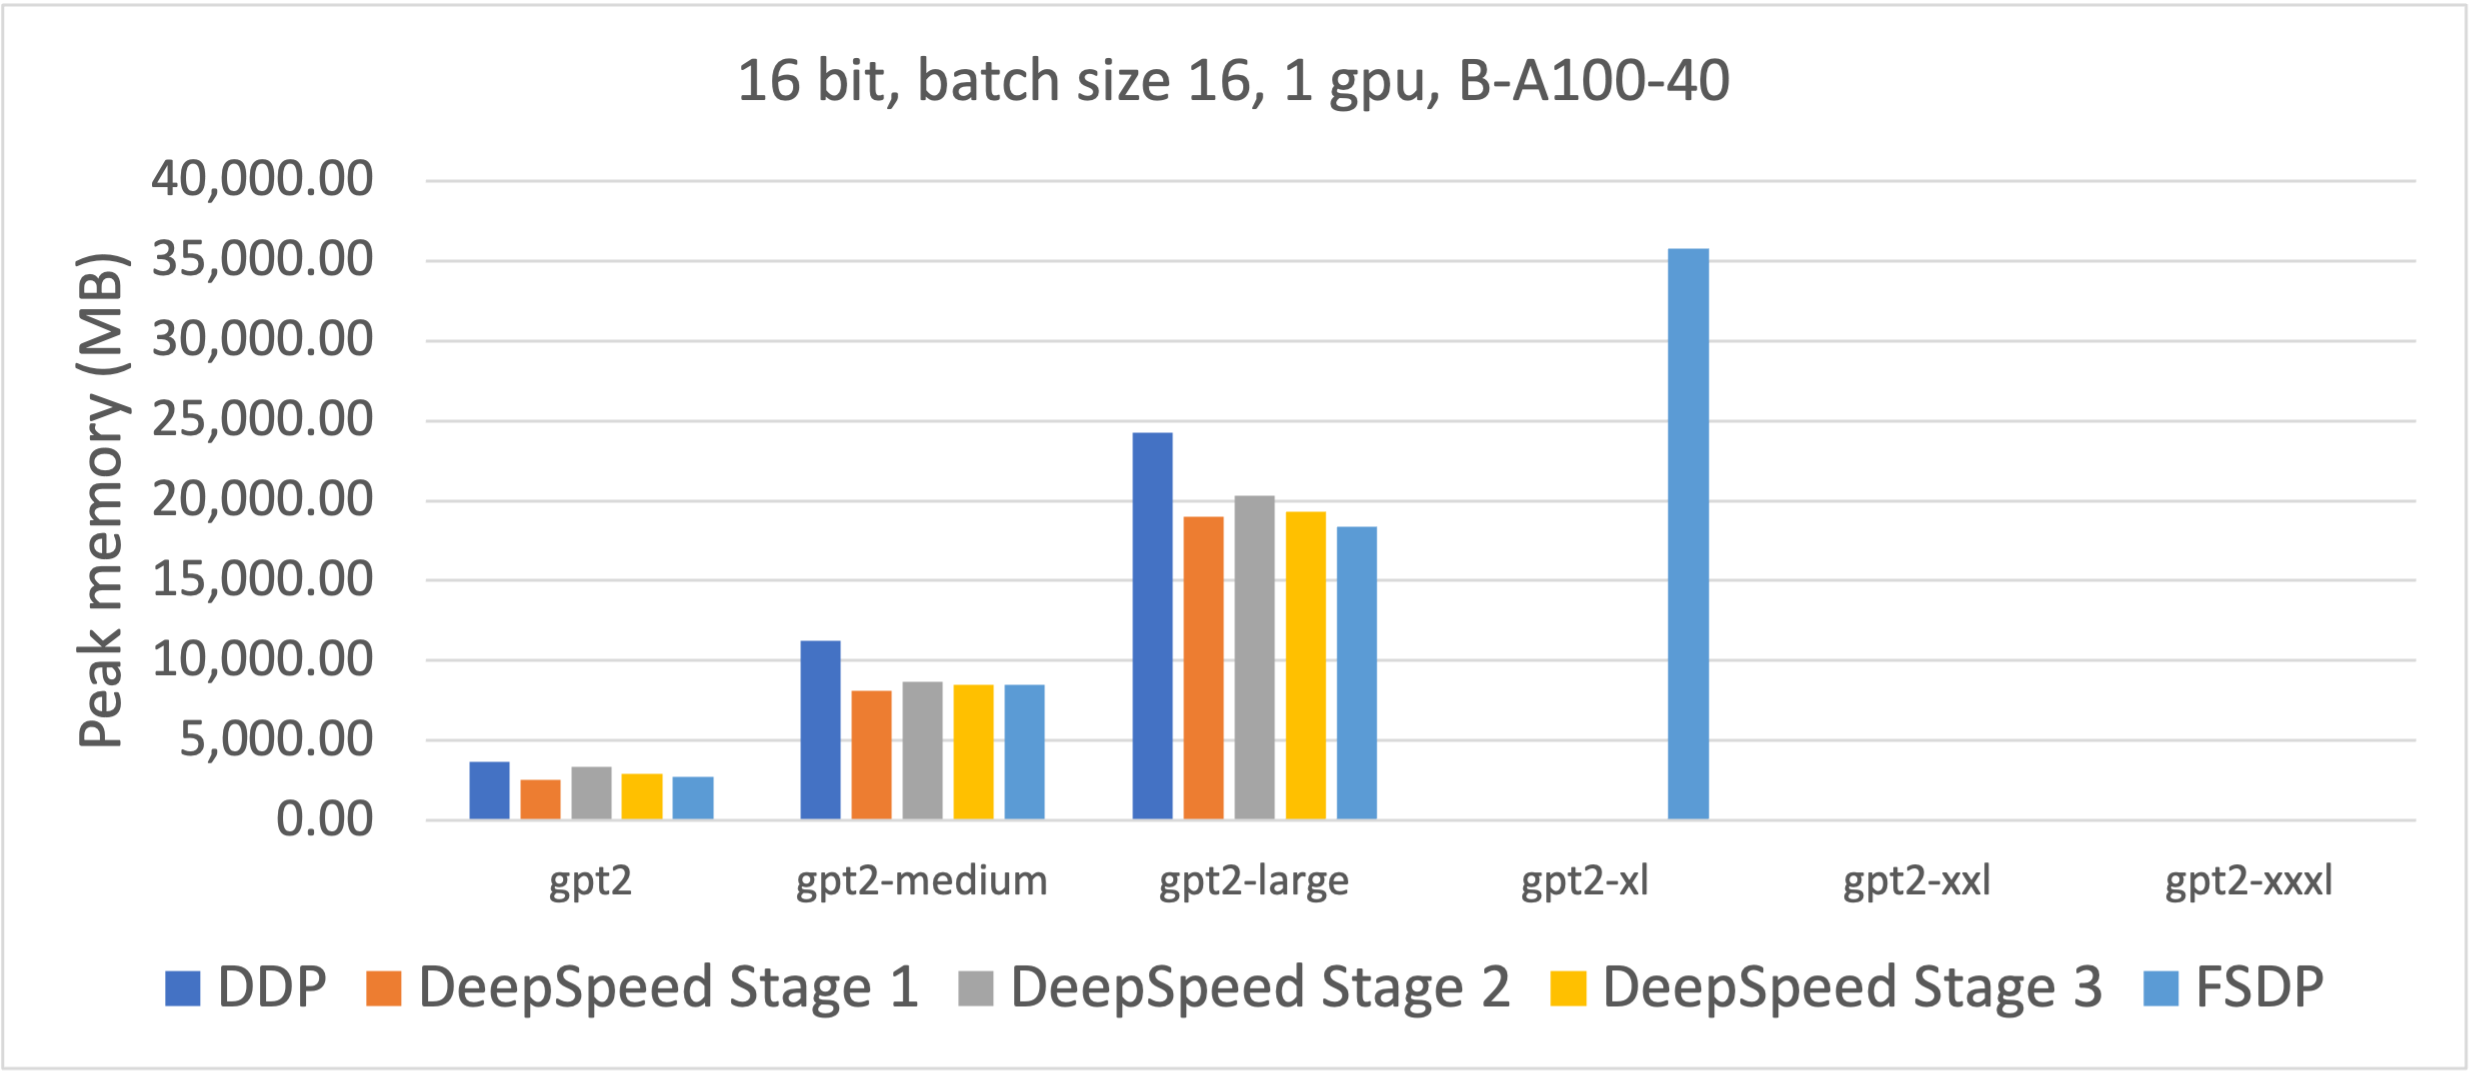 16 bit, batch size 16, 1 gpu, B-A100-40
Peak memory (MB)
40,000.00
35,000.00
30,000.00
25,000.00
20,000.00
15,000.00
10,000.00
5,000.00
0.00
gpt2 gpt2-medium gpt2-large gpt2-xl gpt2-xxl gpt2-xxxl
DDP DeepSpeed Stage 1 DeepSpeed Stage 2 DeepSpeed Stage 3 FSDP